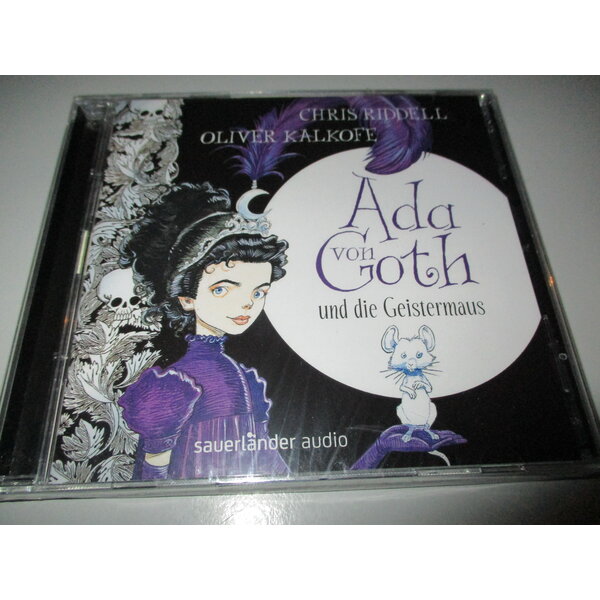 CHRIS RIDDELL
OLIVER KALKOFE
Ada
von
Goth
und die Geistermaus
sauerländer audio